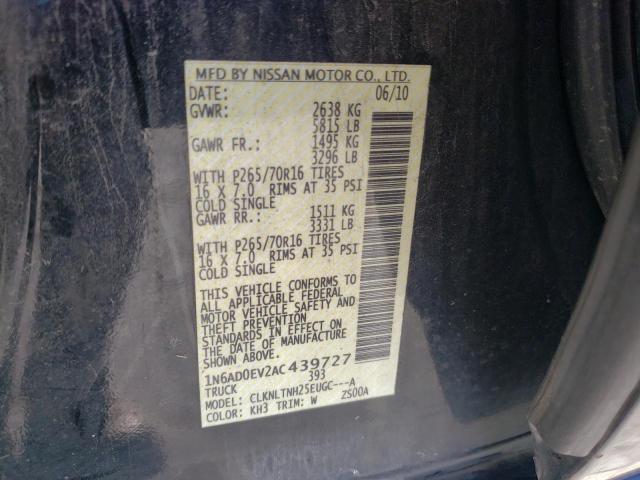 MFD BY NISSAN MOTOR CO., LTD.
DATE: 06/10
GVWR: 2638 KG
5815 LB
GAWR FR.: 1495 KG
3296 LB
WITH P265/70R16 TIRES
16 X 7.0 RIMS AT 35 PSI
COLD SINGLE
GAWR RR.: 1511 KG
3331 LB
WITH P265/70R16 TIRES
16 X 7.0 RIMS AT 35 PSI
COLD SINGLE
THIS VEHICLE CONFORMS TO
ALL APPLICABLE FEDERAL
MOTOR VEHICLE SAFETY AND
THEFT PREVENTION
STANDARDS IN EFFECT ON
THE DATE OF MANUFACTURE
SHOWN ABOVE.
1N6AD0EV2AC439727
TRUCK 393
MODEL: CLKNLTNH25EUGC---A
COLOR: KH3 TRIM: W ZS00A